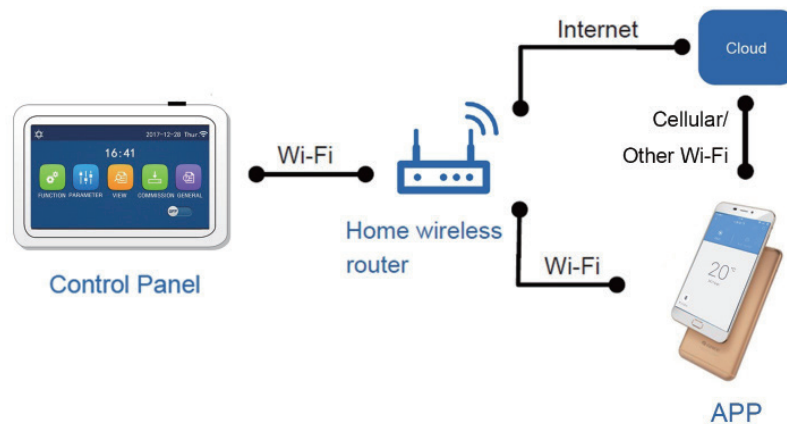 Internet
Cloud
Cellular/
Other Wi-Fi
2017-12-28 Thur.
16:41
Wi-Fi
FUNCTION PARAMETER VIEW COMMISSION GENERAL
OFF
Home wireless
router
Control Panel
Wi-Fi
20°C
APP